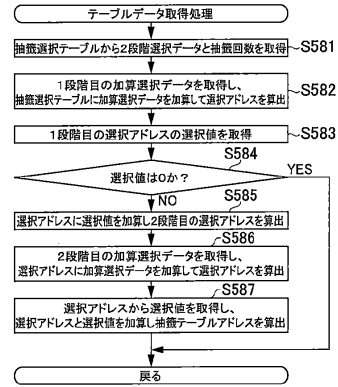 テーブルデータ取得処理
抽籤選択テーブルから2段階選択データと抽籤回数を取得
S581
1段階目の加算選択データを取得し、
抽籤選択テーブルに加算選択データを加算して選択アドレスを算出
S582
1段階目の選択アドレスの選択値を取得
S583
S584
選択値は0か?
YES
NO
S585
選択アドレスに選択値を加算し2段階目の選択アドレスを算出
S586
2段階目の加算選択データを取得し、
選択アドレスに加算選択データを加算して選択アドレスを算出
S587
選択アドレスから選択値を取得し、
選択アドレスと選択値を加算し抽籤テーブルアドレスを算出
戻る